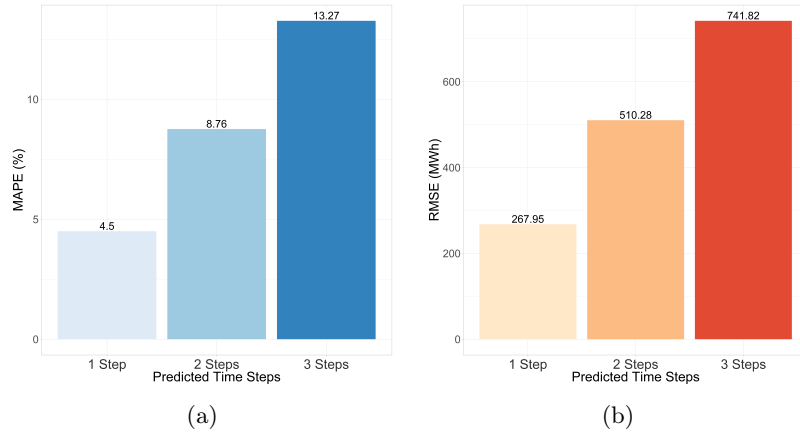 MAPE (%)
10
5
0
4.5
8.76
13.27
1 Step
2 Steps
3 Steps
Predicted Time Steps
(a)
RMSE (MWh)
600
400
200
0
267.95
510.28
741.82
1 Step
2 Steps
3 Steps
Predicted Time Steps
(b)